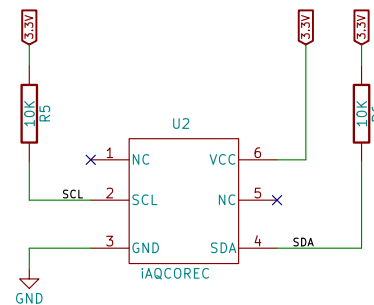 3.3V
3.3V
3.3V
10K
R5
10K
U2
1
NC
VCC
6
SCL
2
SCL
NC
5
3
GND
SDA
4
SDA
iAQCOREC
GND